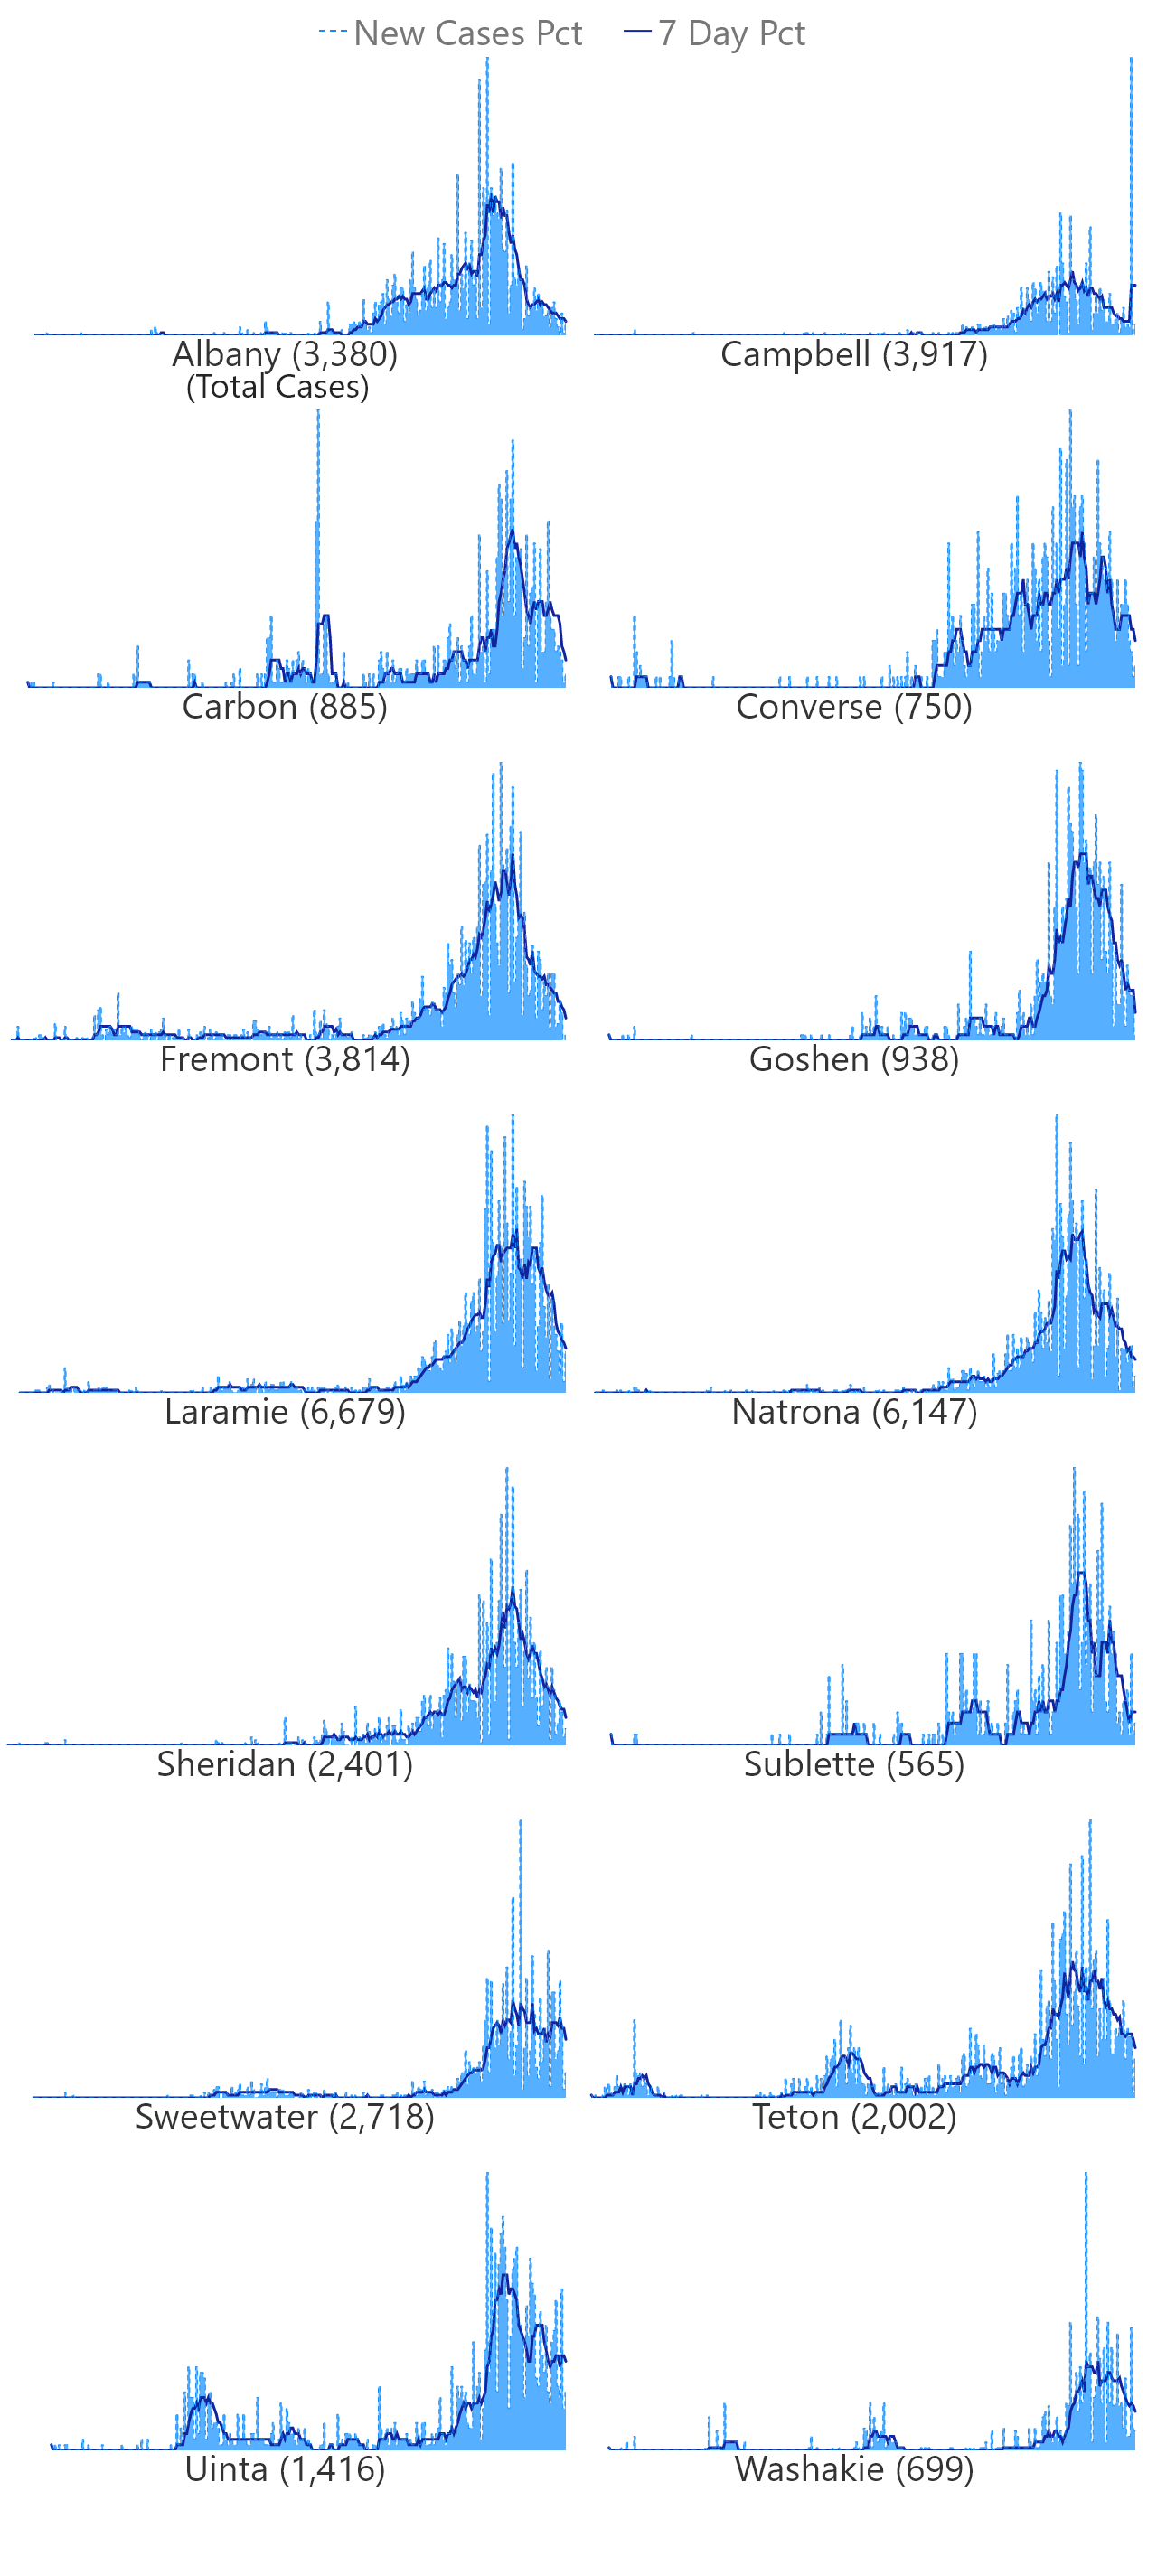 New Cases Pct 7 Day Pct
Albany (3,380) Campbell (3,917)
(Total Cases)
Carbon (885) Converse (750)
Fremont (3,814) Goshen (938)
Laramie (6,679) Natrona (6,147)
Sheridan (2,401) Sublette (565)
Sweetwater (2,718) Teton (2,002)
Uinta (1,416) Washakie (699)